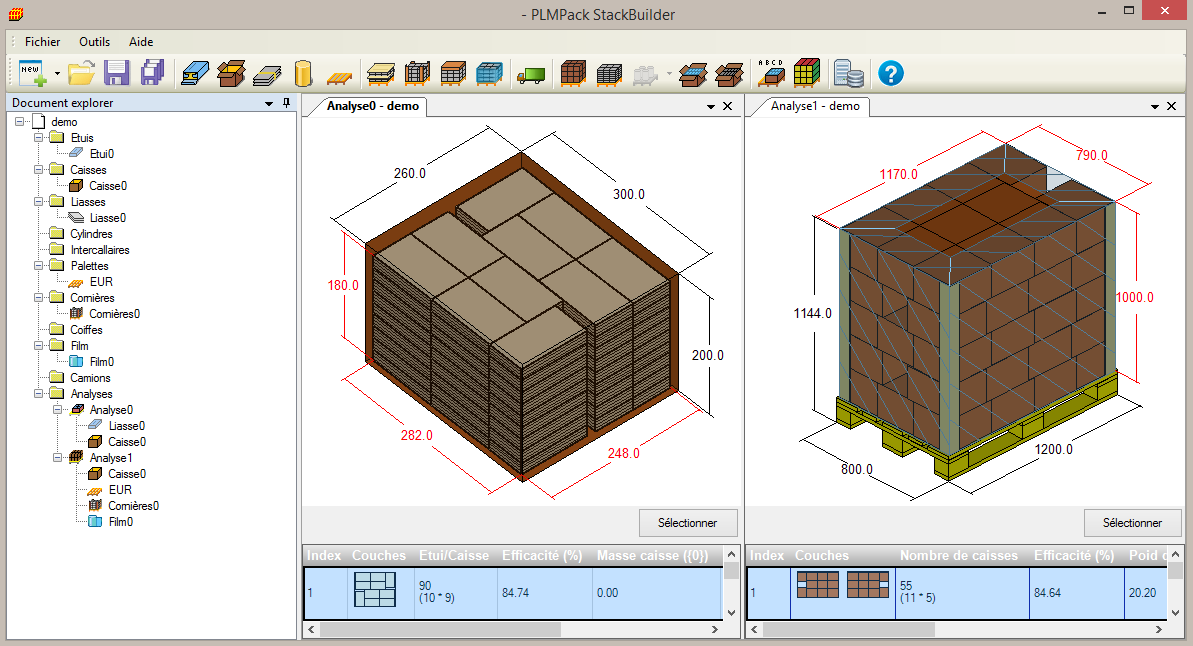 - PLMPack StackBuilder
Fichier Outils Aide
NEW
A B C D
?
Document explorer
demo
Etuis
Etui0
Caisses
Caisse0
Liasses
Liasse0
Cylindres
Intercallaires
Palettes
EUR
Cornières
Cornières0
Coiffes
Film
Film0
Camions
Analyses
Analyse0
Liasse0
Caisse0
Analyse1
Caisse0
EUR
Cornières0
Film0
Analyse0 - demo
260.0
300.0
180.0
200.0
282.0
248.0
Sélectionner
Index Couches Etui/Caisse Efficacité (%) Masse caisse ({0})
1 90 84.74 0.00
(10 * 9)
Analyse1 - demo
1170.0
790.0
1144.0
1000.0
800.0
1200.0
Sélectionner
Index Couches Nombre de caisses Efficacité (%) Poid
1 55 84.64 20.20
(11 * 5)